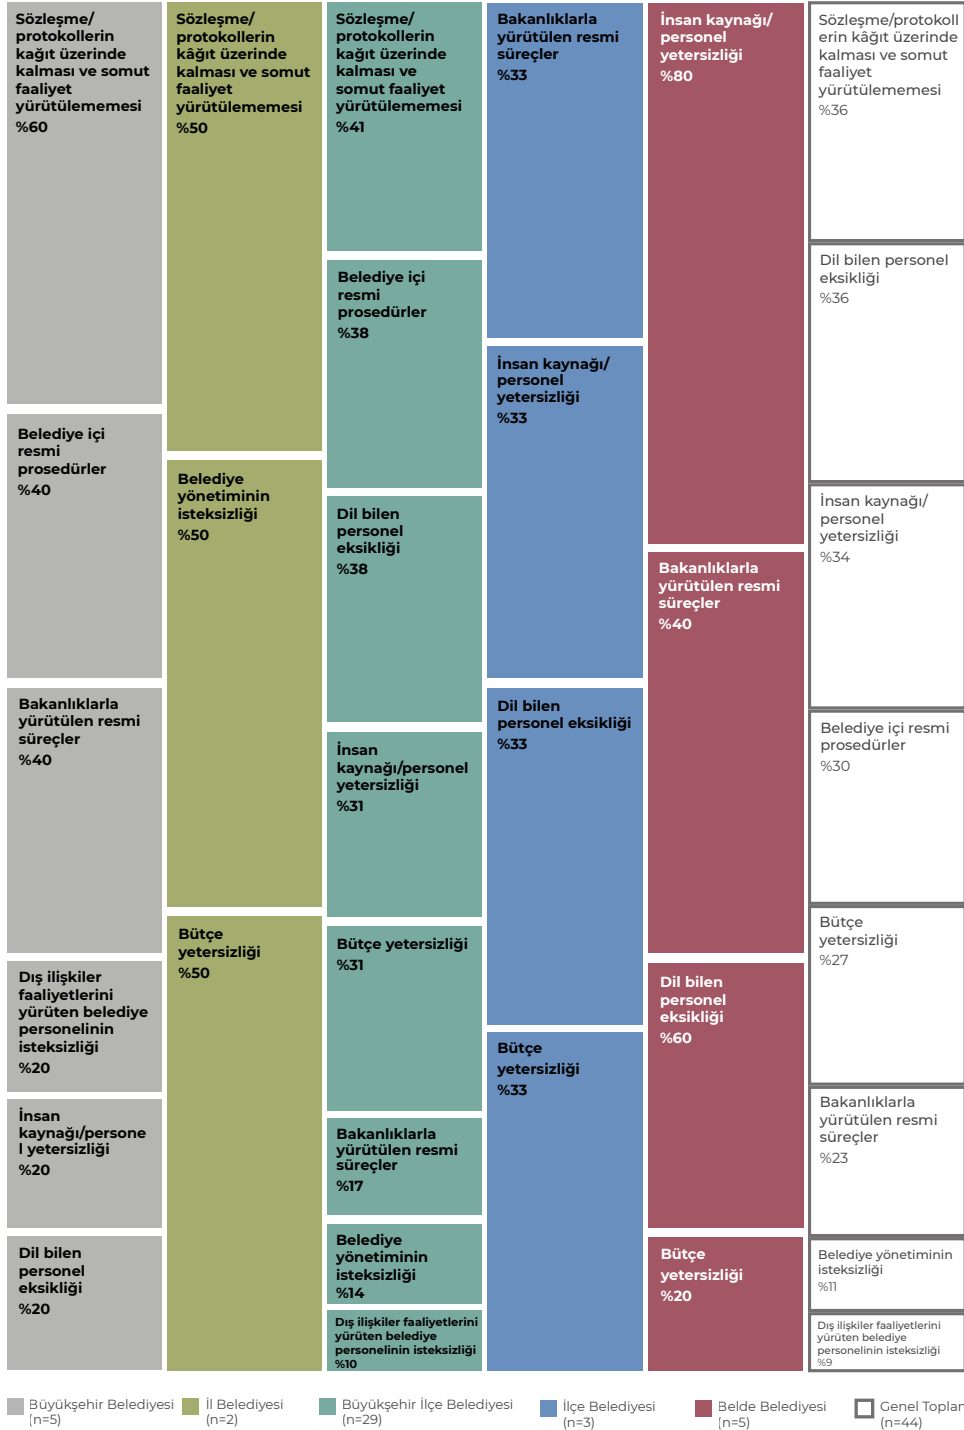 Sözleşme/
protokollerin
kağıt üzerinde
kalması ve somut
faaliyet
yürütülememesi
%60
Belediye içi
resmi
prosedürler
%40
Bakanlıklarla
yürütülen resmi
süreçler
%40
Dış ilişkiler
faaliyetlerini
yürüten belediye
personelinin
isteksizliği
%20
İnsan
kaynağı/persone
l yetersizliği
%20
Dil bilen
personel
eksikliği
%20
Sözleşme/
protokollerin
kâğıt üzerinde
kalması ve somut
faaliyet
yürütülememesi
%50
Belediye
yönetiminin
isteksizliği
%50
Bütçe
yetersizliği
%50
Sözleşme/
protokollerin
kağıt üzerinde
kalması ve
somut faaliyet
yürütülememesi
%41
Belediye içi
resmi
prosedürler
%38
Dil bilen
personel
eksikliği
%38
İnsan
kaynağı/personel
yetersizliği
%31
Bütçe yetersizliği
%31
Bakanlıklarla
yürütülen resmi
süreçler
%17
Belediye
yönetiminin
isteksizliği
%14
Dış ilişkiler faaliyetlerini
yürüten belediye
personelinin isteksizliği
%10
Bakanlıklarla
yürütülen resmi
süreçler
%33
İnsan kaynağı/
personel
yetersizliği
%33
Dil bilen
personel eksikliği
%33
Bütçe
yetersizliği
%33
İnsan kaynağı/
personel
yetersizliği
%80
Bakanlıklarla
yürütülen resmi
süreçler
%40
Dil bilen
personel
eksikliği
%60
Bütçe
yetersizliği
%20
Sözleşme/protokoll
erin kâğıt üzerinde
kalması ve somut
faaliyet
yürütülememesi
%36
Dil bilen personel
eksikliği
%36
İnsan kaynağı/
personel
yetersizliği
%34
Belediye içi resmi
prosedürler
%30
Bütçe
yetersizliği
%27
Bakanlıklarla
yürütülen resmi
süreçler
%23
Belediye yönetiminin
isteksizliği
%11
Dış ilişkiler faaliyetlerini
yürüten belediye
personelinin isteksizliği
%9
Büyükşehir Belediyesi
(n=5)
İl Belediyesi
(n=2)
Büyükşehir İlçe Belediyesi
(n=29)
İlçe Belediyesi
(n=3)
Belde Belediyesi
(n=5)
Genel Toplam
(n=44)